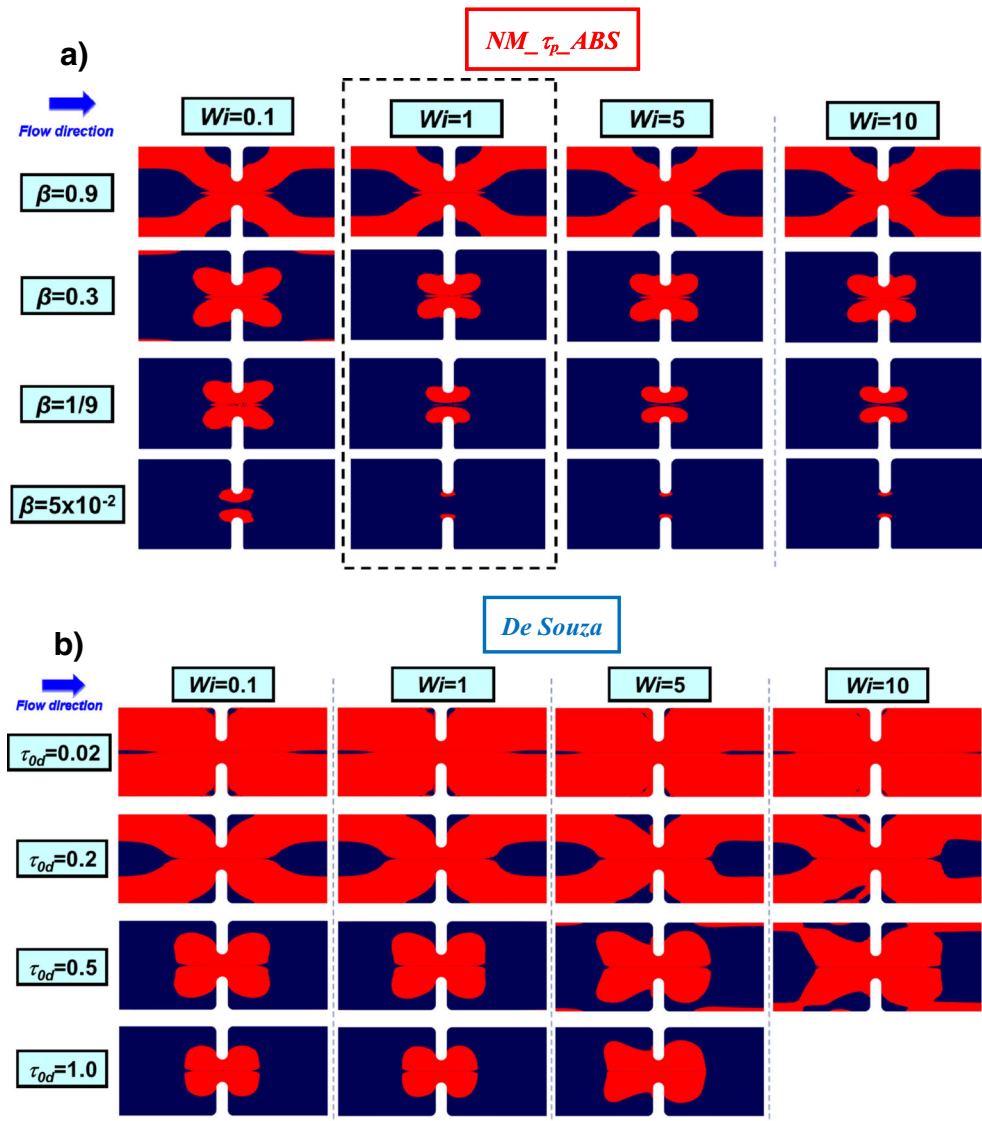 NM_τp_ABS
a)
Flow direction
Wi=0.1
Wi=1
Wi=5
Wi=10
β=0.9
β=0.3
β=1/9
β=5x10⁻²
De Souza
b)
Flow direction
Wi=0.1
Wi=1
Wi=5
Wi=10
τ0d=0.02
τ0d=0.2
τ0d=0.5
τ0d=1.0